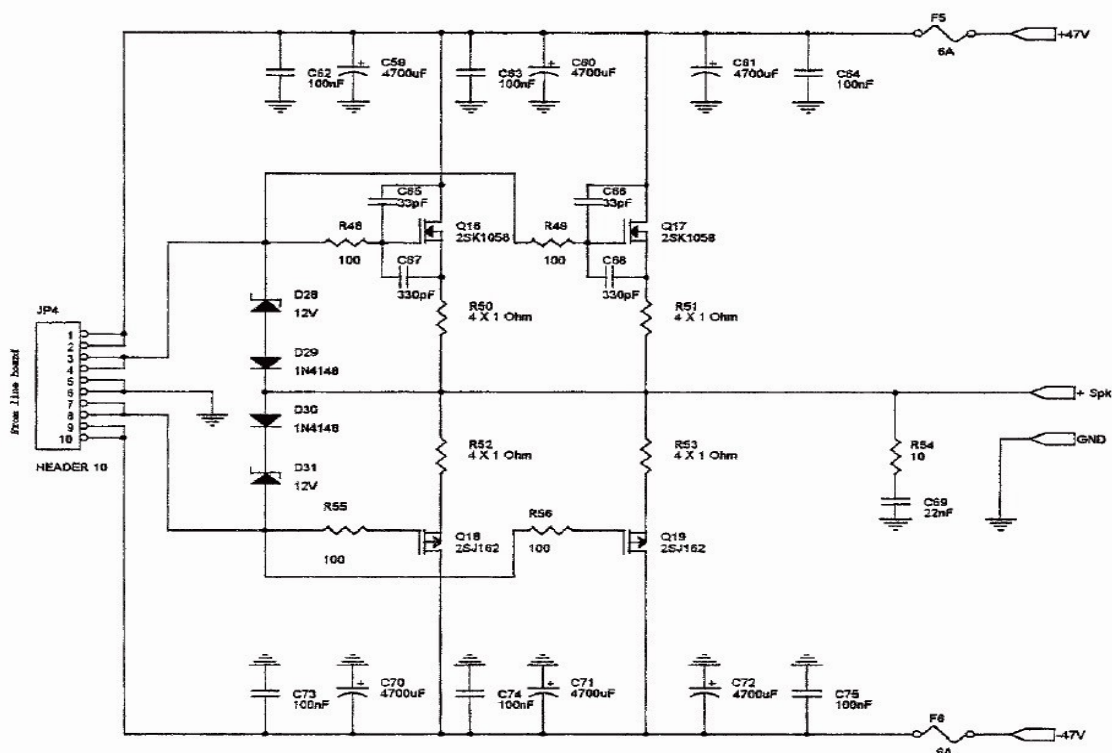 F5
6A
+47V
C62
100nF
C59
4700uF
C63
100nF
C60
4700uF
C61
4700uF
C64
100nF
C65
33pF
Q16
2SK1058
C66
33pF
Q17
2SK1058
R48
100
R49
100
C67
330pF
C68
330pF
D28
12V
R50
4 X 1 Ohm
R51
4 X 1 Ohm
JP4
1
2
3
4
5
6
7
8
9
10
From line board
HEADER 10
D29
1N4148
+ Spk
D30
1N4148
GND
R52
4 X 1 Ohm
R53
4 X 1 Ohm
R54
10
D31
12V
C69
22nF
R55
100
R56
100
Q18
2SJ162
Q19
2SJ162
C73
100nF
C70
4700uF
C74
100nF
C71
4700uF
C72
4700uF
C75
100nF
F6
6A
-47V